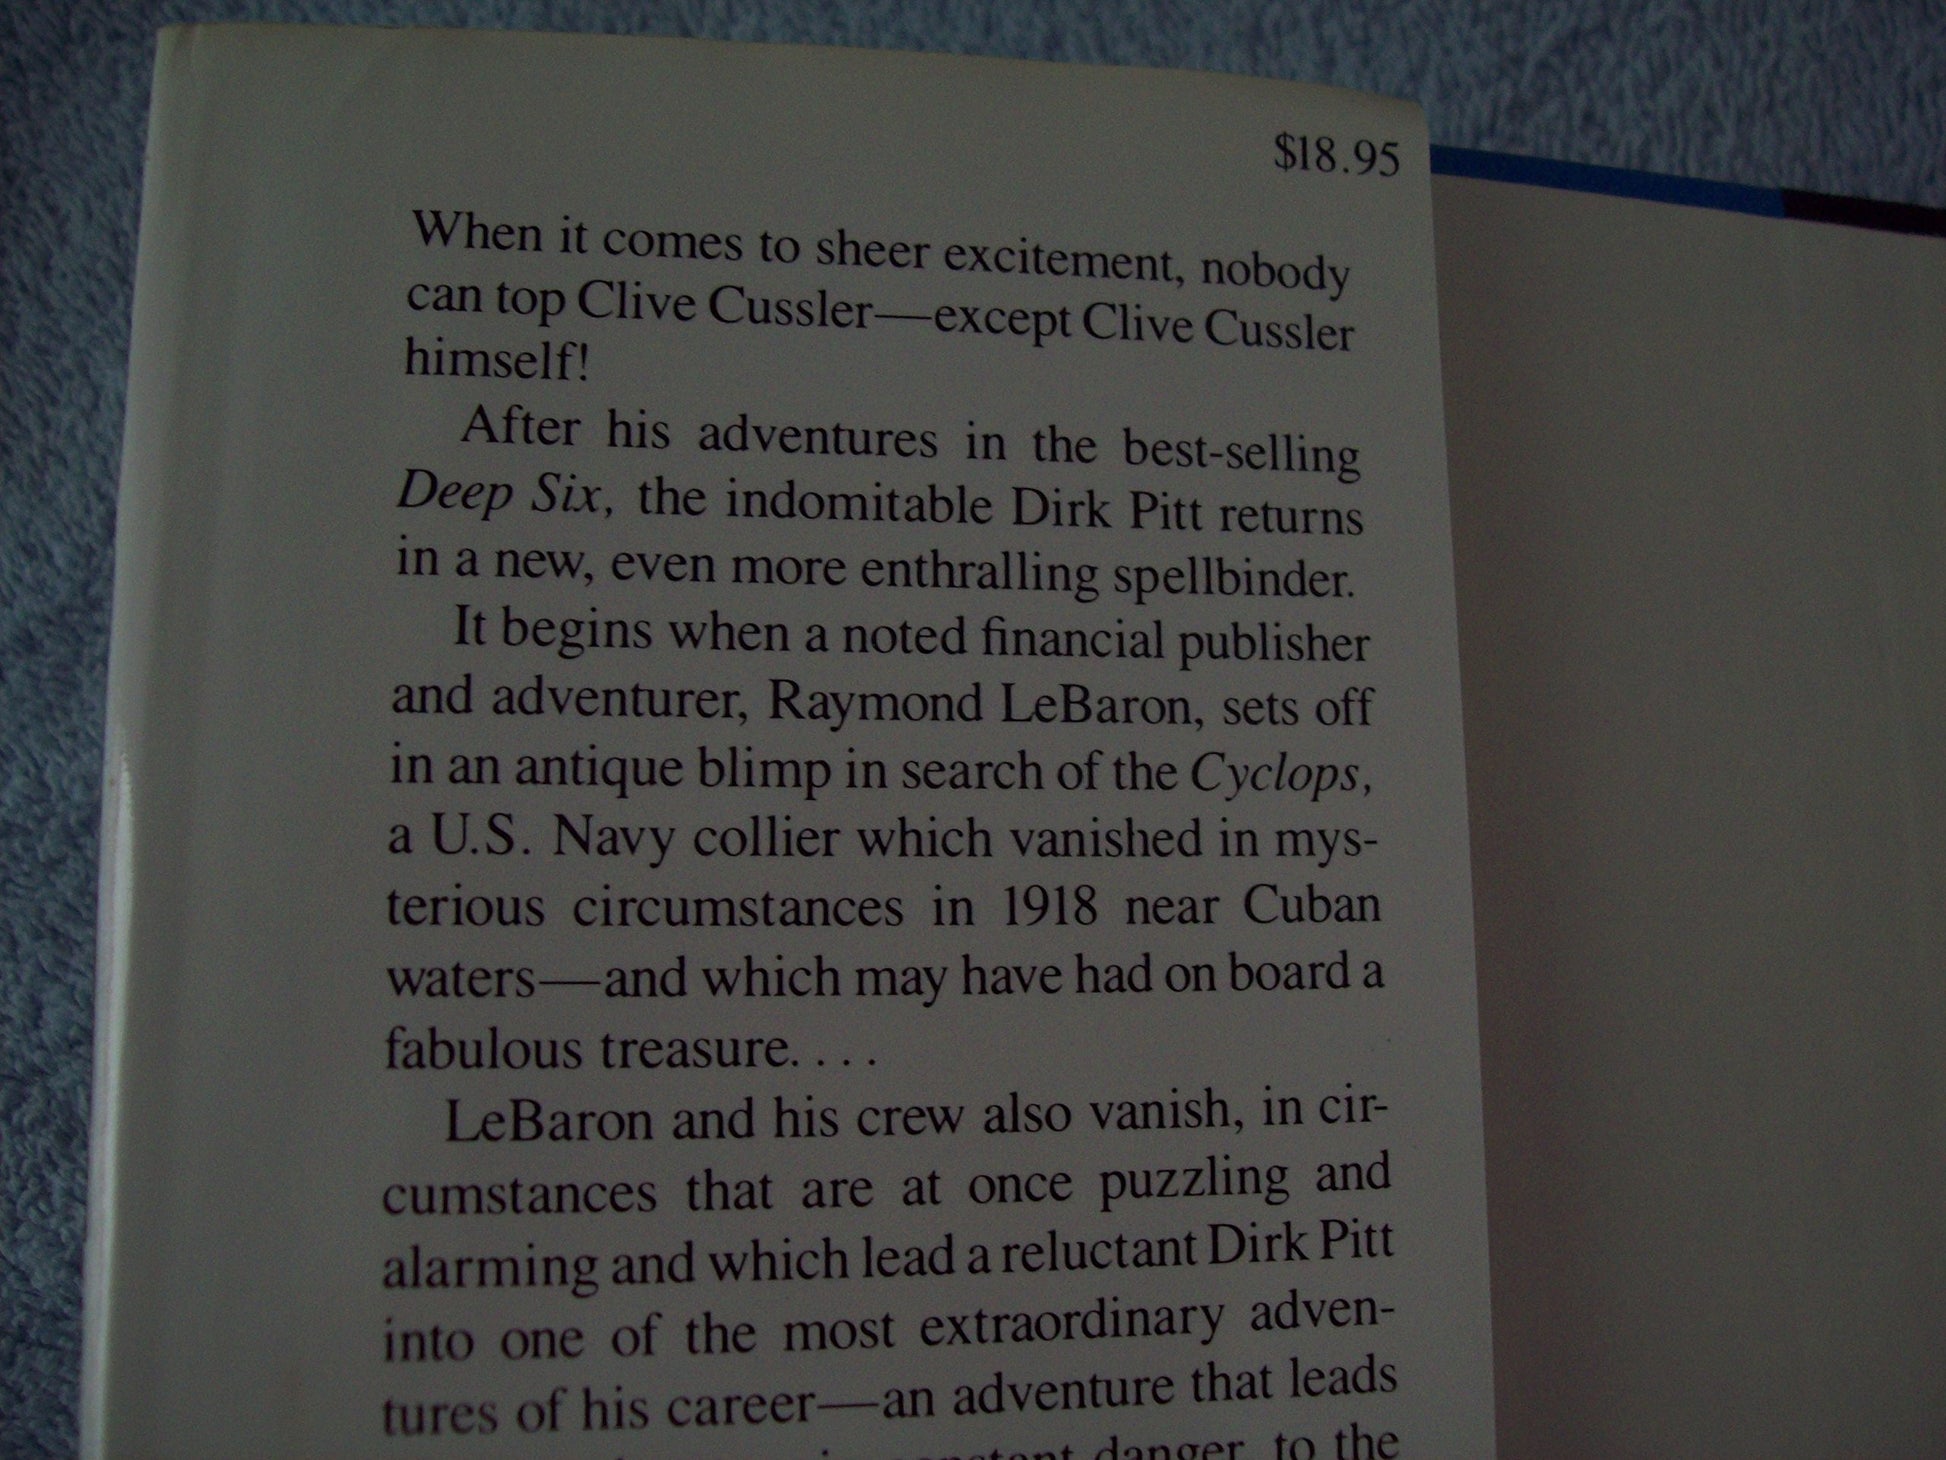 $18.95
When it comes to sheer excitement, nobody
can top Clive Cussler—except Clive Cussler
himself!
After his adventures in the best-selling
Deep Six, the indomitable Dirk Pitt returns
in a new, even more enthralling spellbinder.
It begins when a noted financial publisher
and adventurer, Raymond LeBaron, sets off
in an antique blimp in search of the Cyclops,
a U.S. Navy collier which vanished in mys-
terious circumstances in 1918 near Cuban
waters—and which may have had on board a
fabulous treasure. . . .
LeBaron and his crew also vanish, in cir-
cumstances that are at once puzzling and
alarming and which lead a reluctant Dirk Pitt
into one of the most extraordinary adven-
tures of his career—an adventure that leads
constant danger, to the